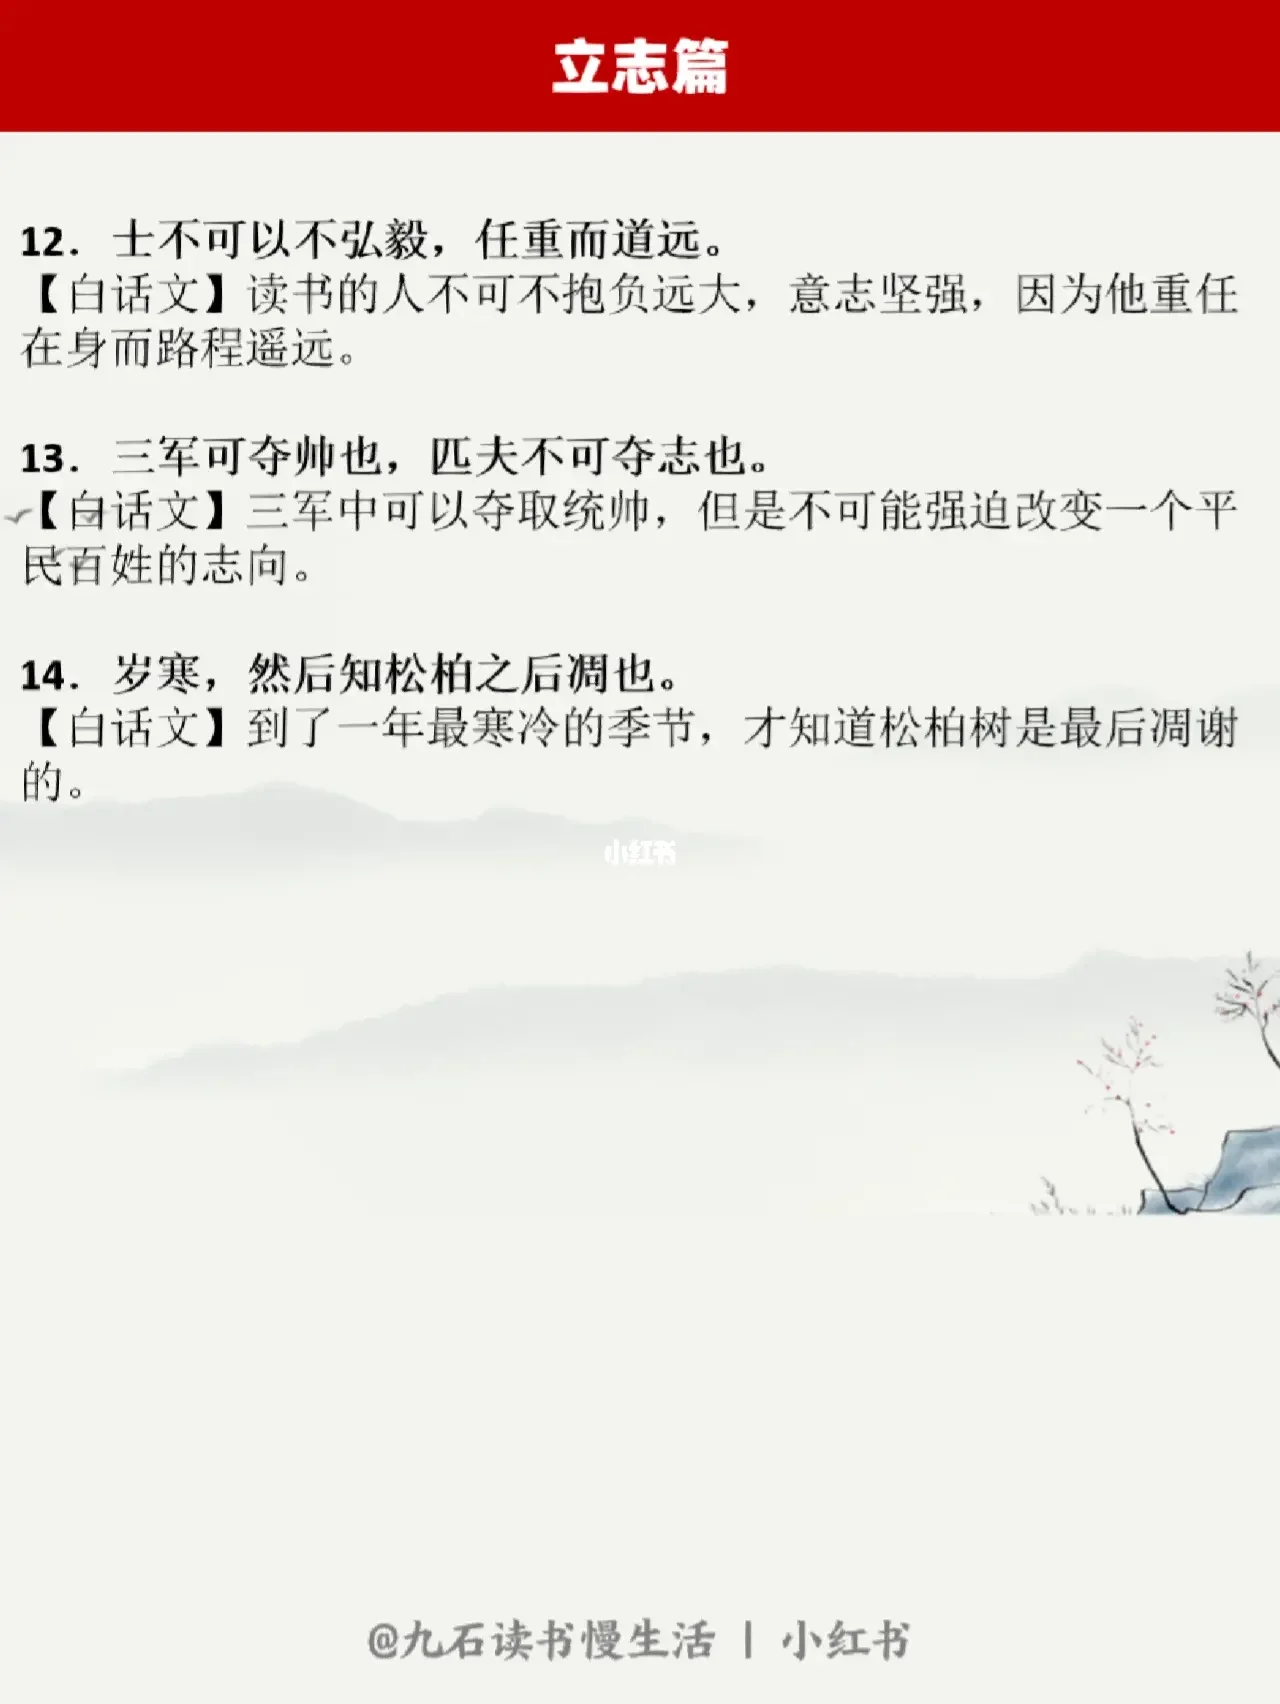 立志篇
12．士不可以不弘毅，任重而道远。
【白话文】读书的人不可不抱负远大，意志坚强，因为他重任
在身而路程遥远。
13．三军可夺帅也，匹夫不可夺志也。
【白话文】三军中可以夺取统帅，但是不可能强迫改变一个平
民百姓的志向。
14．岁寒，然后知松柏之后凋也。
【白话文】到了一年最寒冷的季节，才知道松柏树是最后凋谢
的。
小红书
@九石读书慢生活 | 小红书